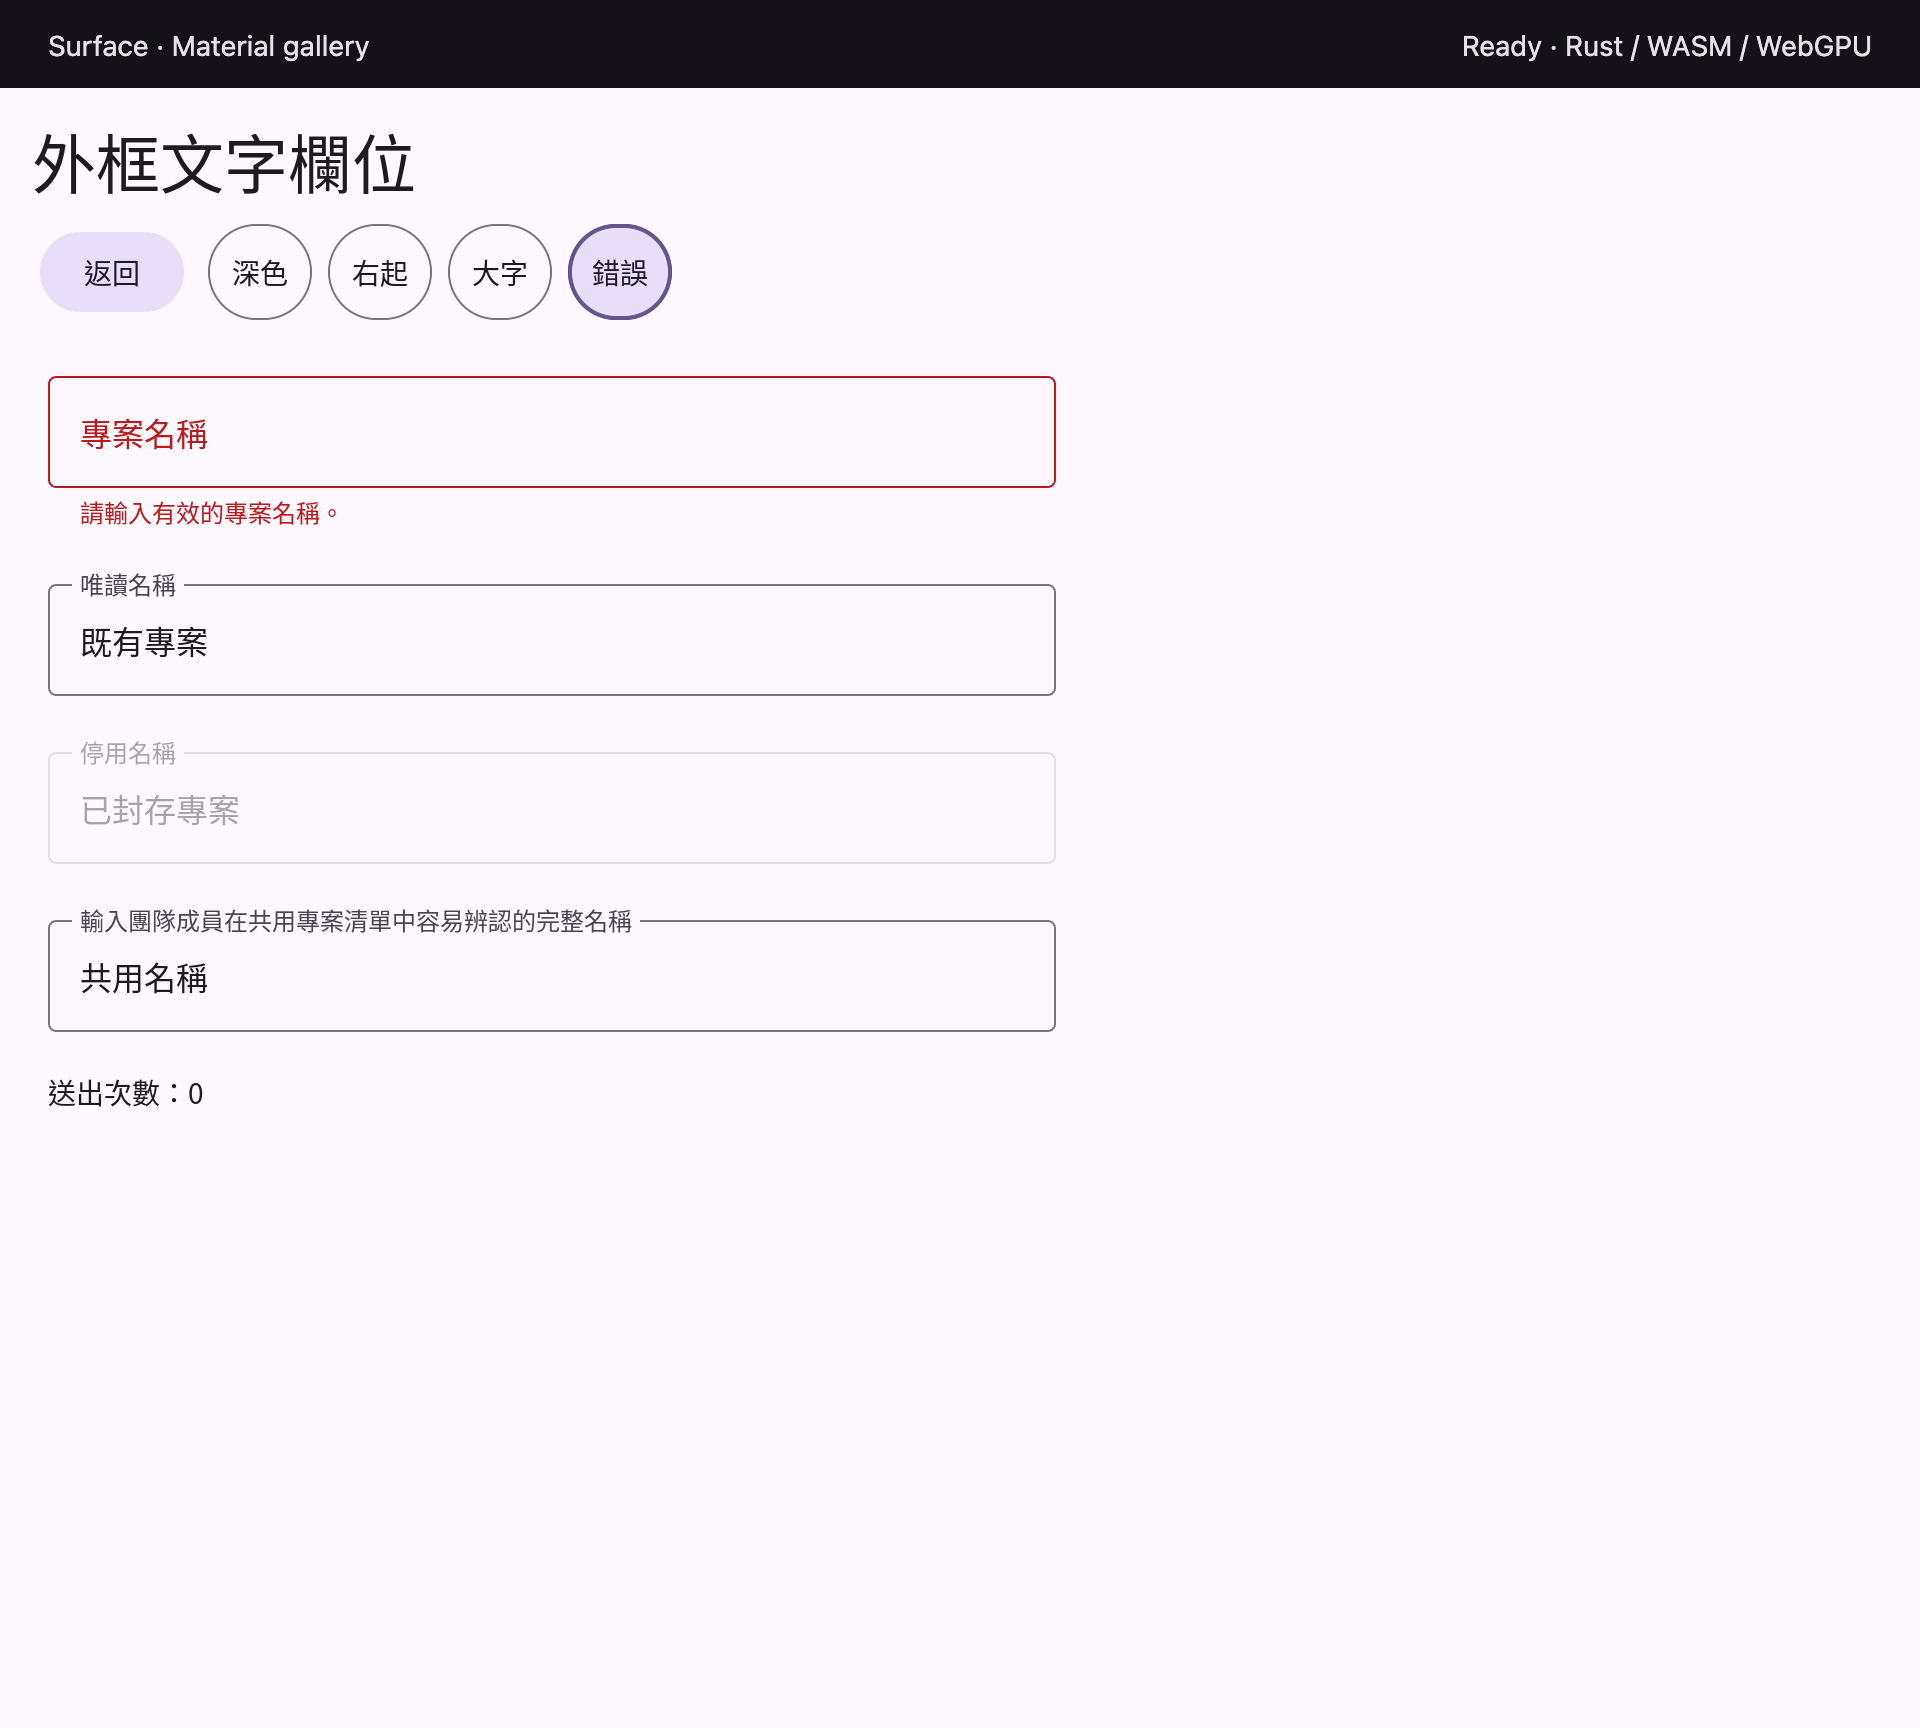 Surface · Material gallery
Ready · Rust / WASM / WebGPU
外框文字欄位
返回 深色 右起 大字 錯誤
專案名稱
請輸入有效的專案名稱。
唯讀名稱
既有專案
停用名稱
已封存專案
輸入團隊成員在共用專案清單中容易辨認的完整名稱
共用名稱
送出次數：0